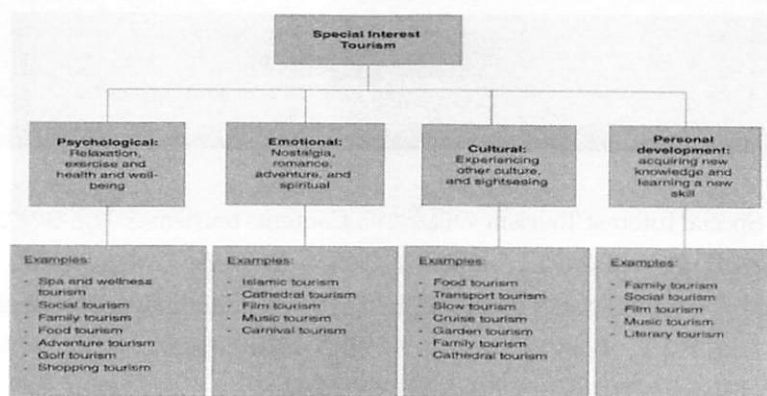 Special Interest
Tourism
Psychological:
Relaxation,
exercise and
health and well-
being
Emotional:
Nostalgia,
romance,
adventure, and
spiritual
Cultural:
Experiencing
other culture,
and sightseeing
Personal
development:
acquiring new
knowledge and
learning a new
skill
Examples:
- Spa and wellness
tourism
- Social tourism
- Family tourism
- Food tourism
- Adventure tourism
- Golf tourism
- Shopping tourism
Examples:
- Islamic tourism
- Cathedral tourism
- Film tourism
- Music tourism
- Carnival tourism
Examples:
- Food tourism
- Transport tourism
- Slow tourism
- Cruise tourism
- Garden tourism
- Family tourism
- Cathedral tourism
Examples:
- Family tourism
- Social tourism
- Film tourism
- Music tourism
- Literary tourism